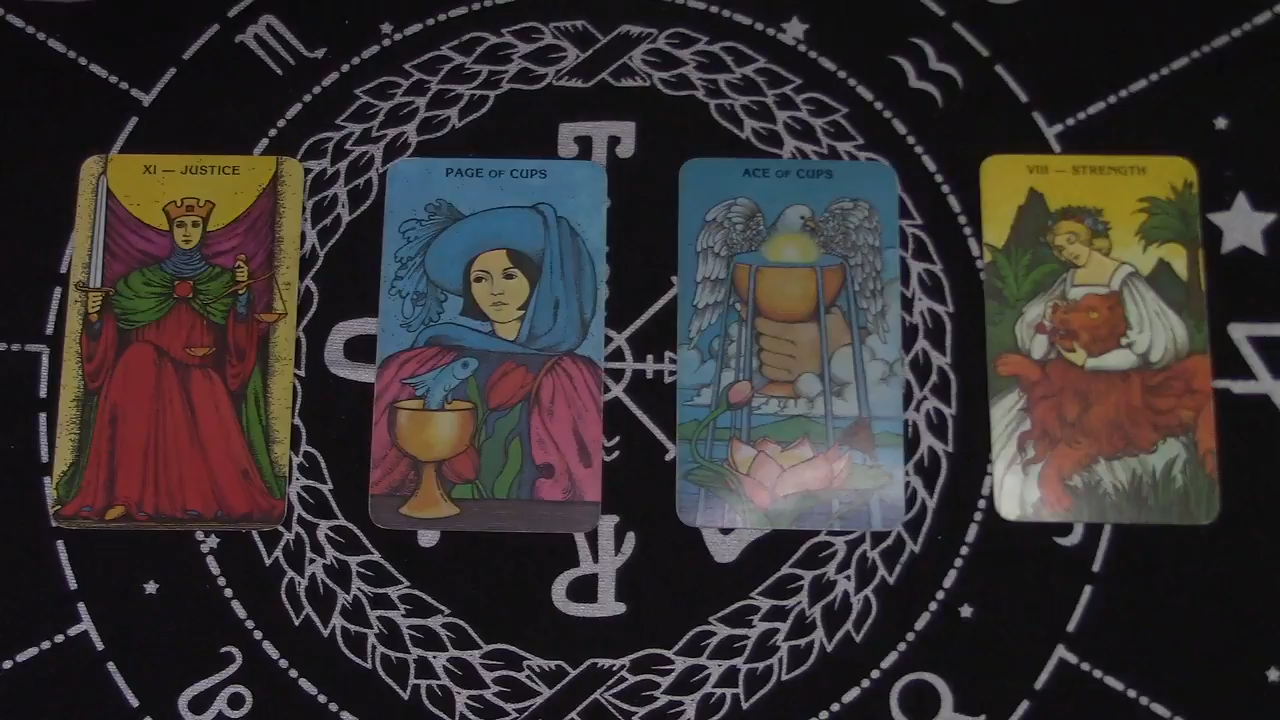 XI — JUSTICE
PAGE OF CUPS
ACE OF CUPS
VIII — STRENGTH
T
R